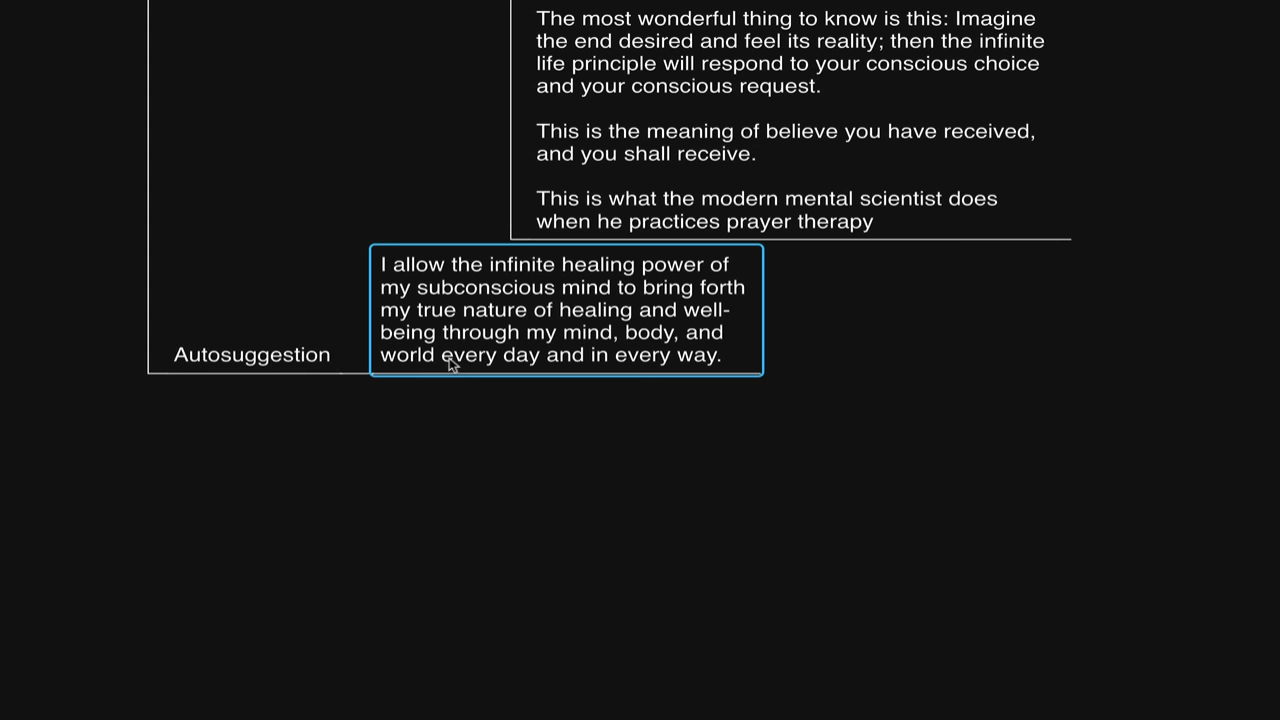 The most wonderful thing to know is this: Imagine
the end desired and feel its reality; then the infinite
life principle will respond to your conscious choice
and your conscious request.
This is the meaning of believe you have received,
and you shall receive.
This is what the modern mental scientist does
when he practices prayer therapy
I allow the infinite healing power of
my subconscious mind to bring forth
my true nature of healing and well-
being through my mind, body, and
world every day and in every way.
Autosuggestion